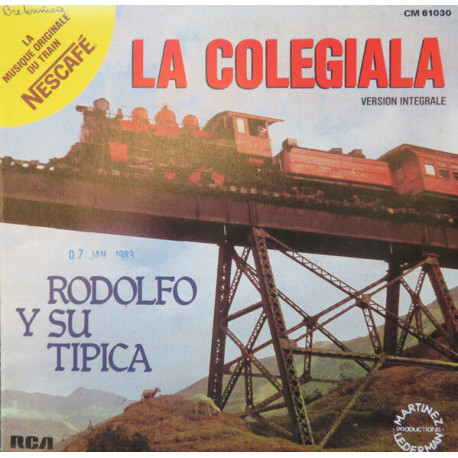 CM 61030
LA
MUSIQUE ORIGINALE
DU TRAIN
NESCAFÉ
LA COLEGIALA
VERSION INTEGRALE
07 JAN. 1983
RODOLFO
Y SU
TIPICA
RCA
MARTINEZ
PRODUCTIONS
LEDERMAN